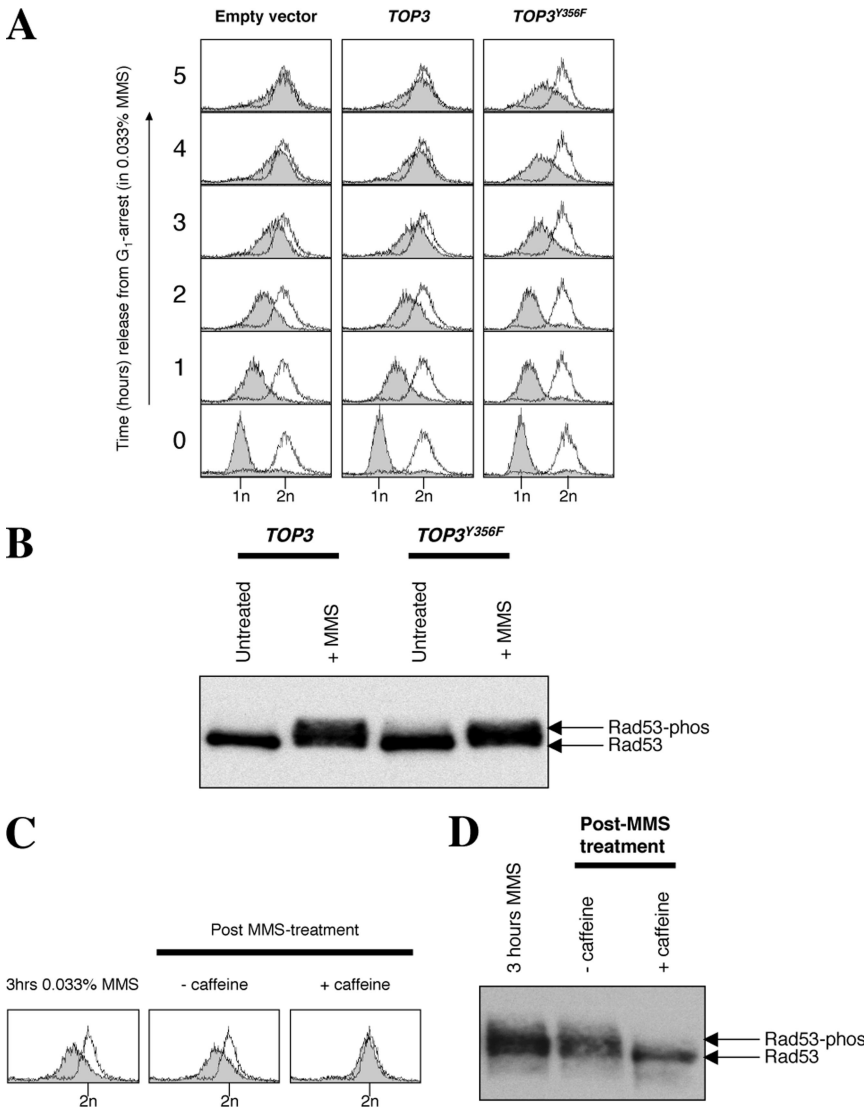 A
Empty vector
TOP3
TOP3Y356F
Time (hours) release from G1-arrest (in 0.033% MMS)
5
4
3
2
1
0
1n 2n 1n 2n 1n 2n
B
TOP3
TOP3Y356F
Untreated
+ MMS
Untreated
+ MMS
Rad53-phos
Rad53
C
Post MMS-treatment
3hrs 0.033% MMS
- caffeine
+ caffeine
2n 2n 2n
D
Post-MMS
treatment
3 hours MMS
- caffeine
+ caffeine
Rad53-phos
Rad53